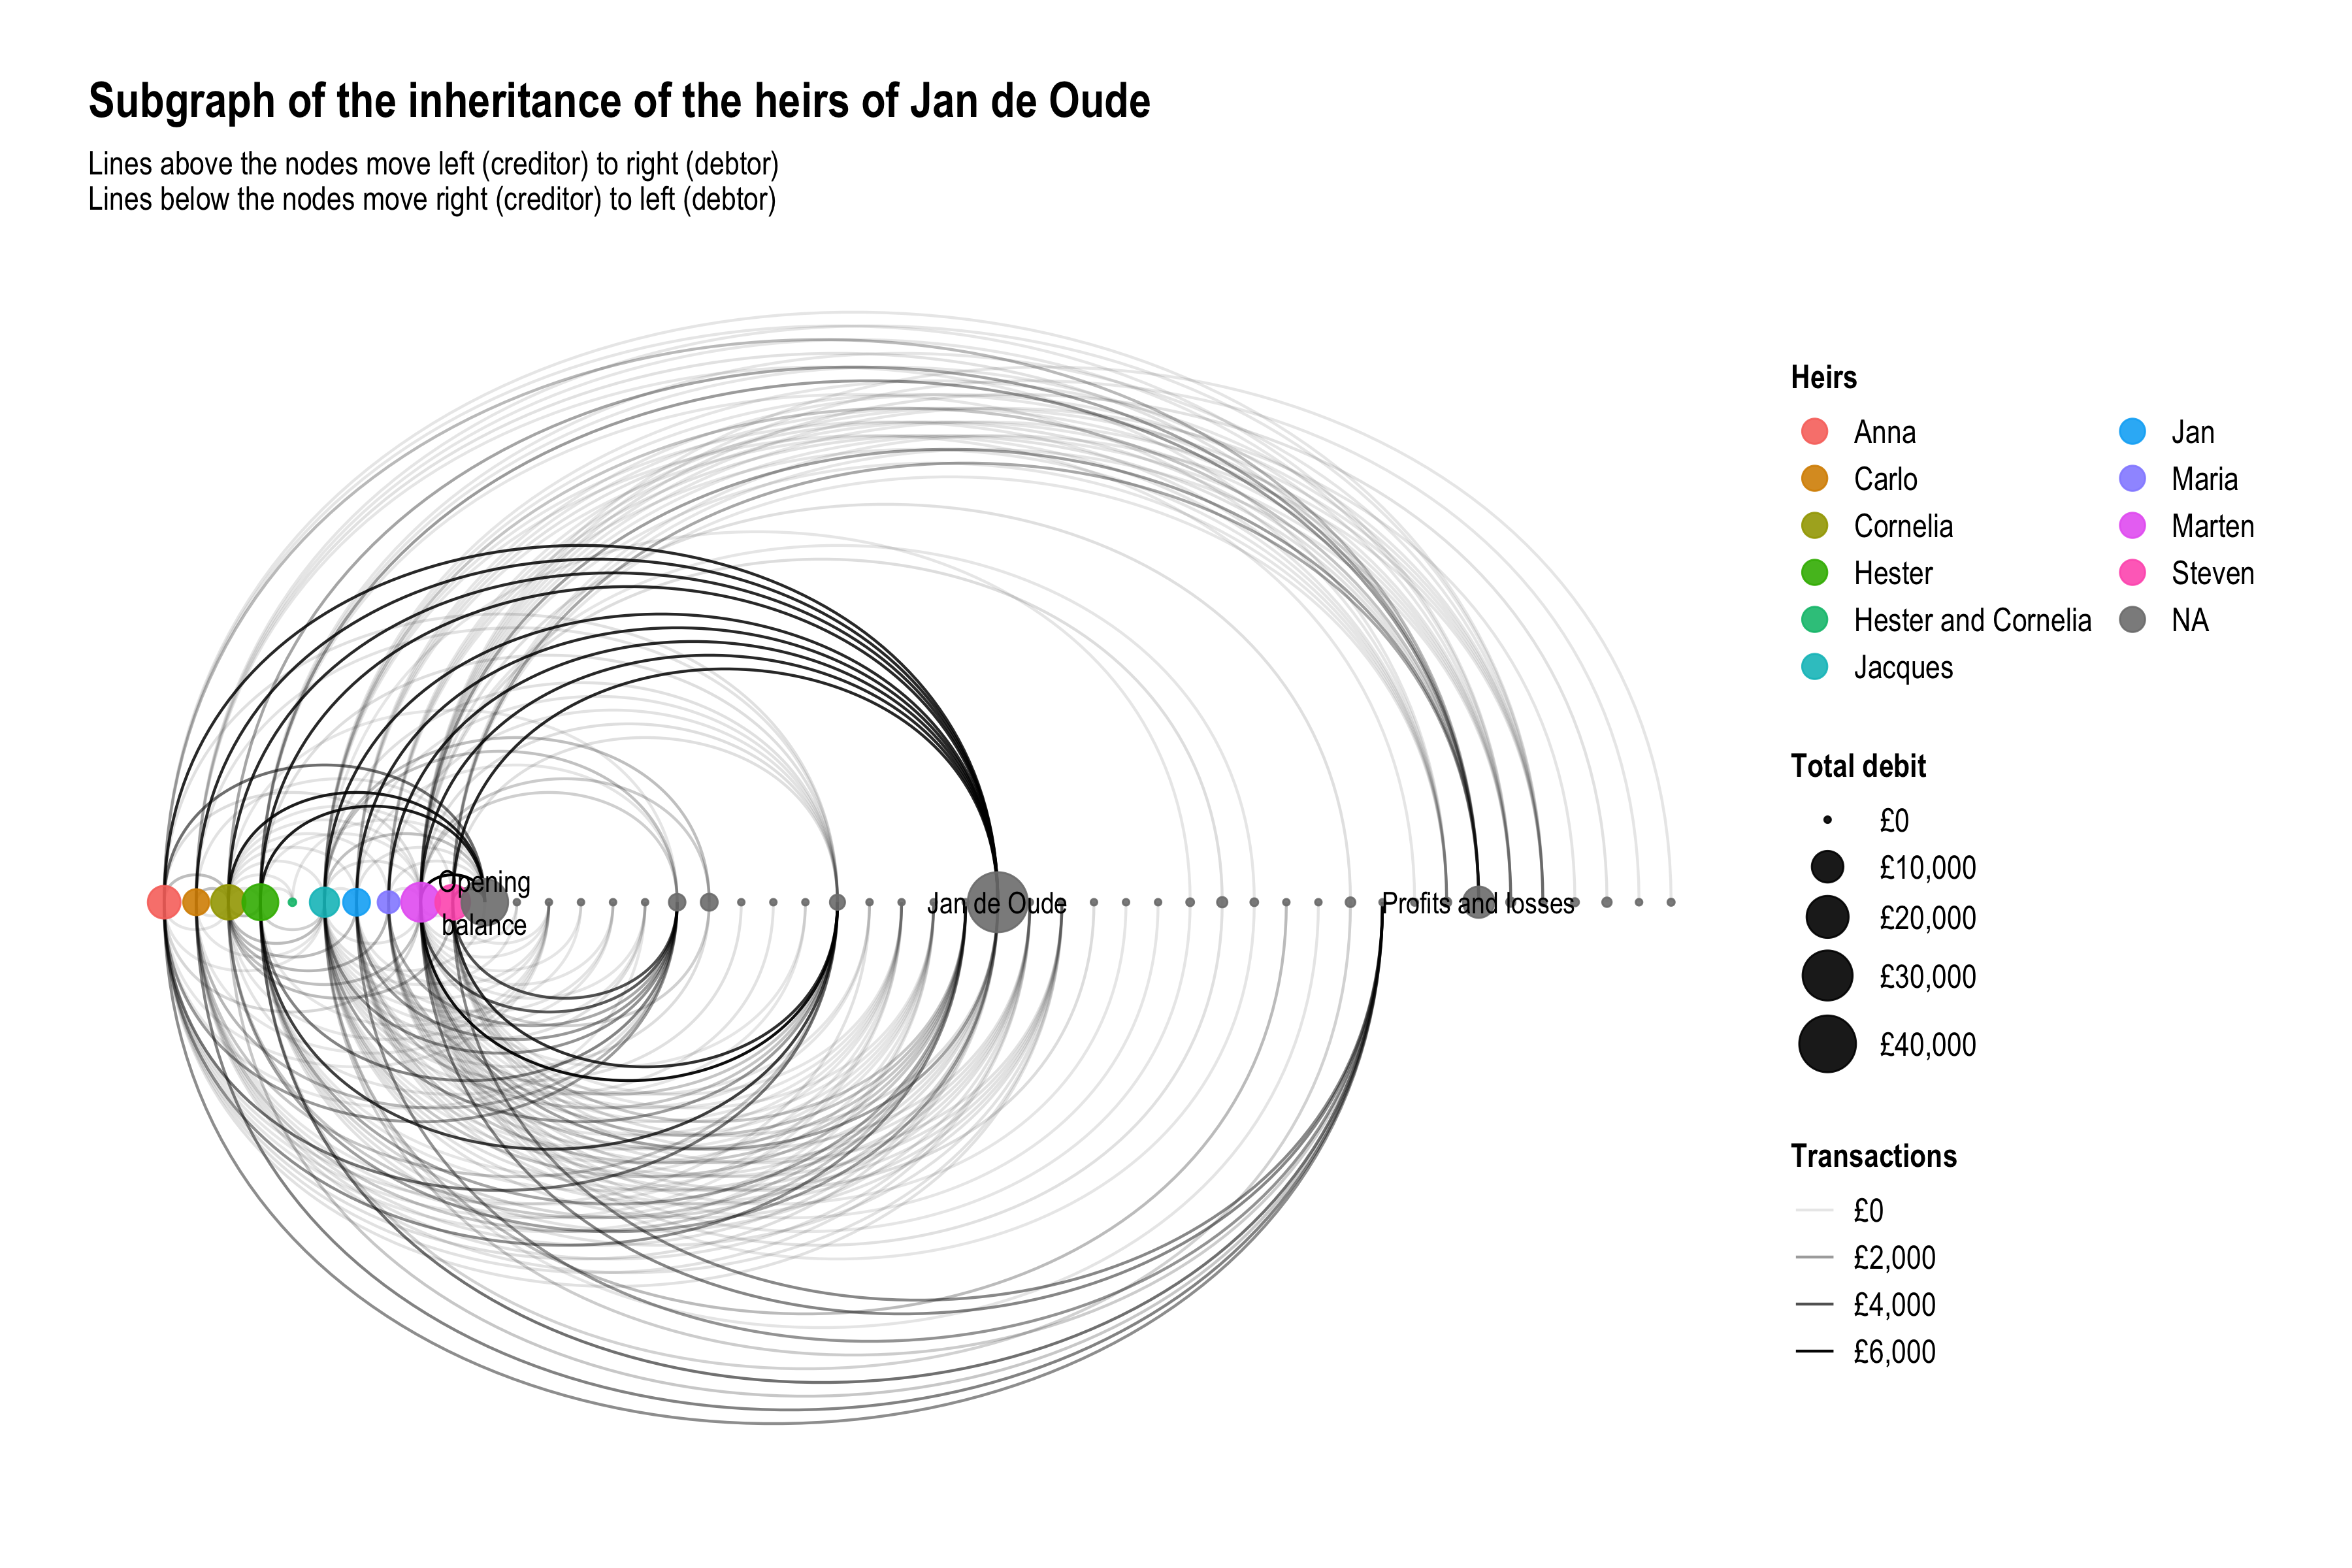 Subgraph of the inheritance of the heirs of Jan de Oude
Lines above the nodes move left (creditor) to right (debtor)
Lines below the nodes move right (creditor) to left (debtor)
Opening
balance
Jan de Oude
Profits and losses
Heirs
Anna
Carlo
Cornelia
Hester
Hester and Cornelia
Jacques
Jan
Maria
Marten
Steven
NA
Total debit
£0
£10,000
£20,000
£30,000
£40,000
Transactions
£0
£2,000
£4,000
£6,000